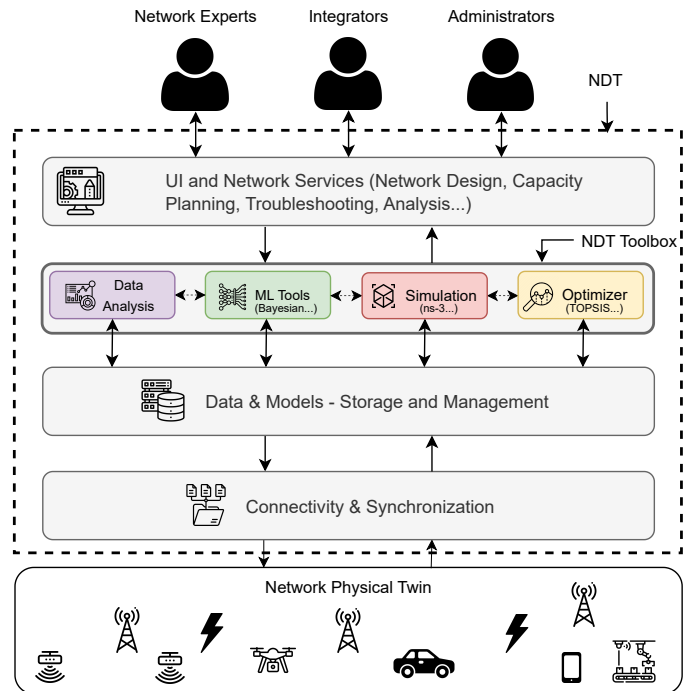 Network Experts
Integrators
Administrators
NDT
UI and Network Services (Network Design, Capacity
Planning, Troubleshooting, Analysis...)
NDT Toolbox
Data
Analysis
ML Tools
(Bayesian...)
Simulation
(ns-3...)
Optimizer
(TOPSIS...)
Data & Models - Storage and Management
Connectivity & Synchronization
Network Physical Twin